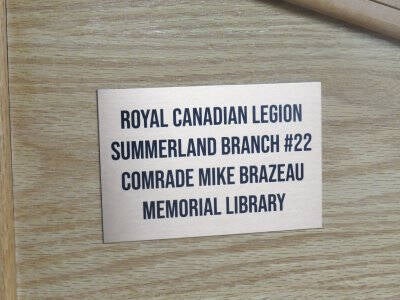 ROYAL CANADIAN LEGION
SUMMERLAND BRANCH #22
COMRADE MIKE BRAZEAU
MEMORIAL LIBRARY